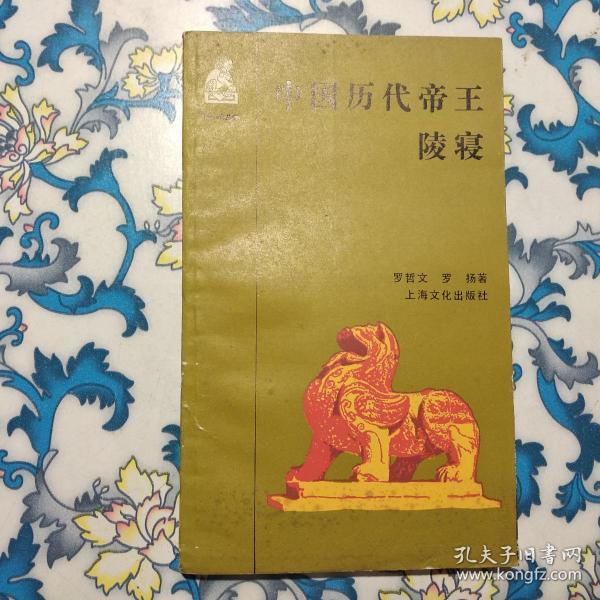 中国历代帝王
陵寝
罗哲文 罗 扬著
上海文化出版社
孔夫子旧书网
www.kongfz.com